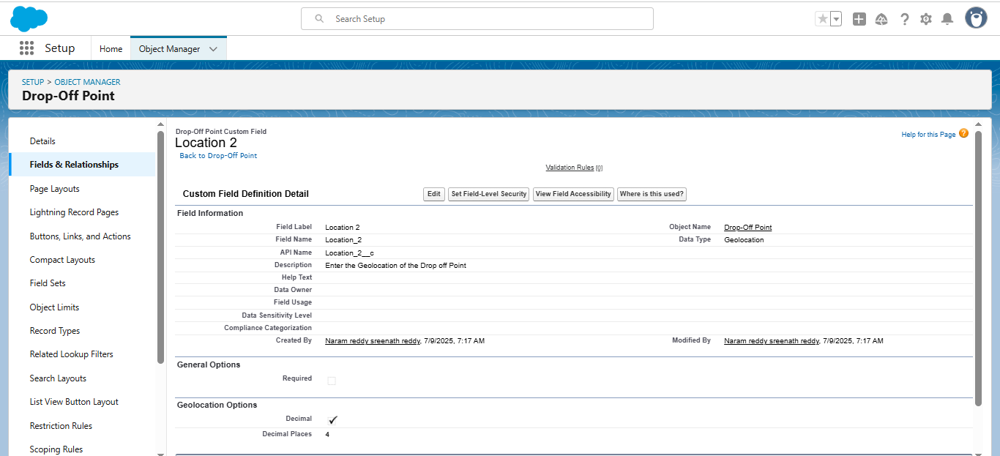 Search Setup
Setup
Home
Object Manager
SETUP > OBJECT MANAGER
Drop-Off Point
Details
Fields & Relationships
Page Layouts
Lightning Record Pages
Buttons, Links, and Actions
Compact Layouts
Field Sets
Object Limits
Record Types
Related Lookup Filters
Search Layouts
List View Button Layout
Restriction Rules
Scoping Rules
Drop-Off Point Custom Field
Location 2
Back to Drop-Off Point
Help for this Page ?
Validation Rules [0]
Custom Field Definition Detail
Edit
Set Field-Level Security
View Field Accessibility
Where is this used?
Field Information
Field Label Location 2 Object Name Drop-Off Point
Field Name Location_2 Data Type Geolocation
API Name Location_2__c
Description Enter the Geolocation of the Drop off Point
Help Text
Data Owner
Field Usage
Data Sensitivity Level
Compliance Categorization
Created By Naram reddy sreenath reddy, 7/9/2025, 7:17 AM Modified By Naram reddy sreenath reddy, 7/9/2025, 7:17 AM
General Options
Required
Geolocation Options
Decimal ✓
Decimal Places 4